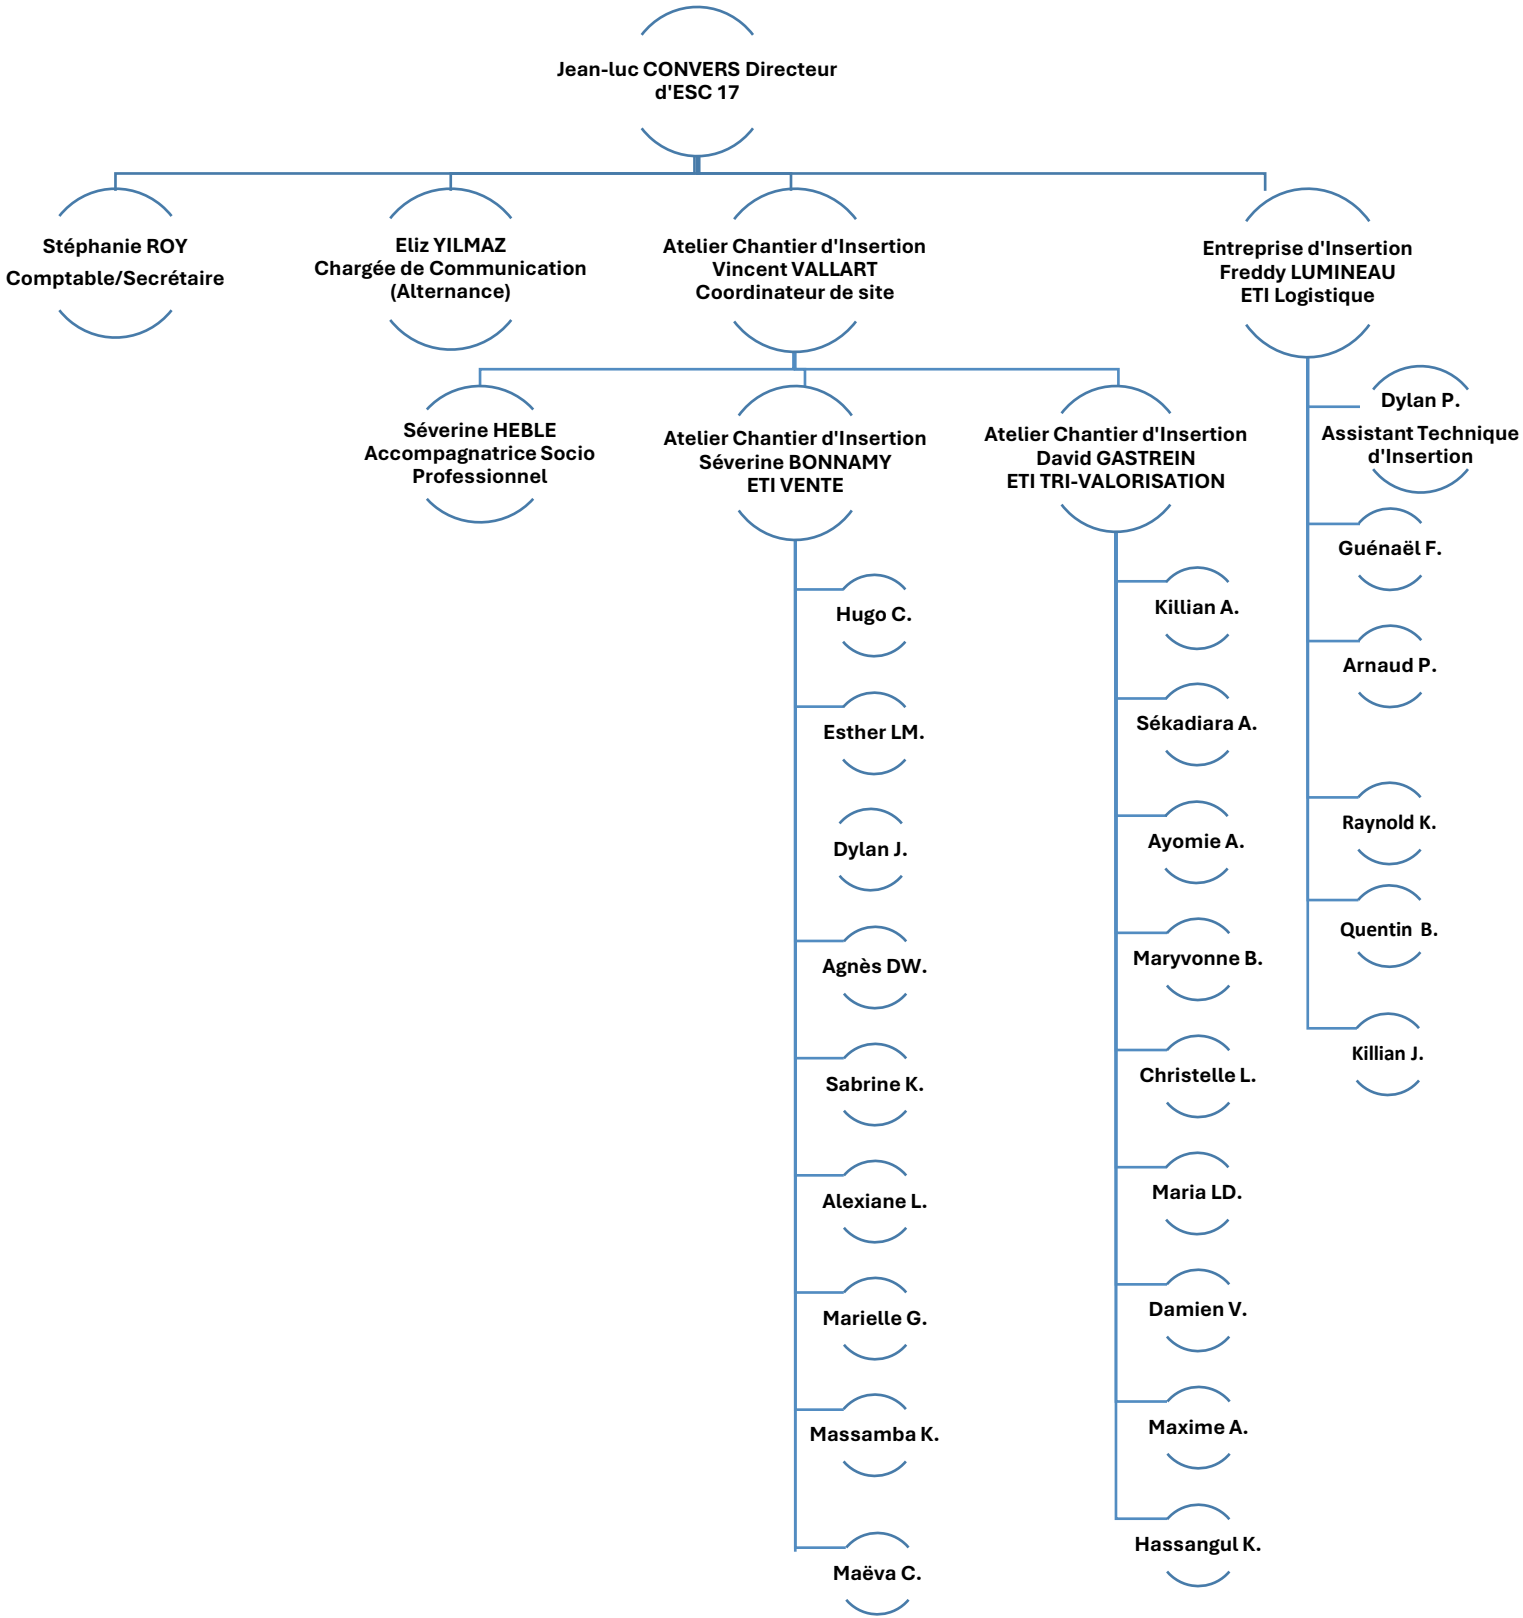 Jean-luc CONVERS Directeur
d'ESC 17
Stéphanie ROY
Comptable/Secrétaire
Eliz YILMAZ
Chargée de Communication
(Alternance)
Atelier Chantier d'Insertion
Vincent VALLART
Coordinateur de site
Entreprise d'Insertion
Freddy LUMINEAU
ETI Logistique
Séverine HEBLE
Accompagnatrice Socio
Professionnel
Atelier Chantier d'Insertion
Séverine BONNAMY
ETI VENTE
Atelier Chantier d'Insertion
David GASTREIN
ETI TRI-VALORISATION
Hugo C.
Esther LM.
Dylan J.
Agnès DW.
Sabrine K.
Alexiane L.
Marielle G.
Massamba K.
Maëva C.
Killian A.
Sékadiara A.
Ayomie A.
Maryvonne B.
Christelle L.
Maria LD.
Damien V.
Maxime A.
Hassangul K.
Dylan P.
Assistant Technique
d'Insertion
Guénaël F.
Arnaud P.
Raynold K.
Quentin B.
Killian J.